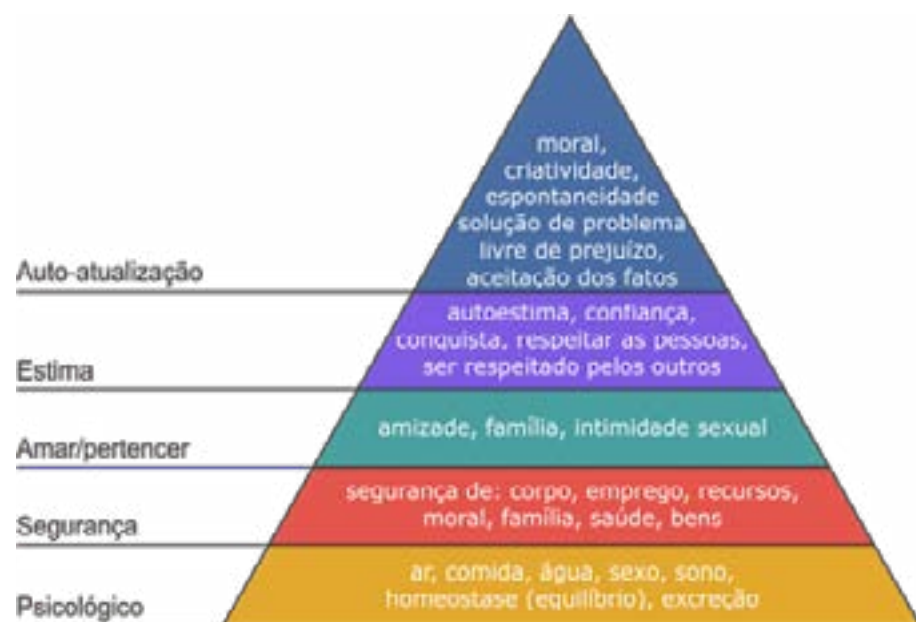 moral,
criatividade,
espontaneidade
solução de problema
livre de prejuízo,
aceitação dos fatos
Auto-atualização
autoestima, confiança,
conquista, respeitar as pessoas,
ser respeitado pelos outros
Estima
amizade, família, intimidade sexual
Amar/pertencer
segurança de: corpo, emprego, recursos,
moral, família, saúde, bens
Segurança
ar, comida, água, sexo, sono,
homeostase (equilíbrio), excreção
Psicológico